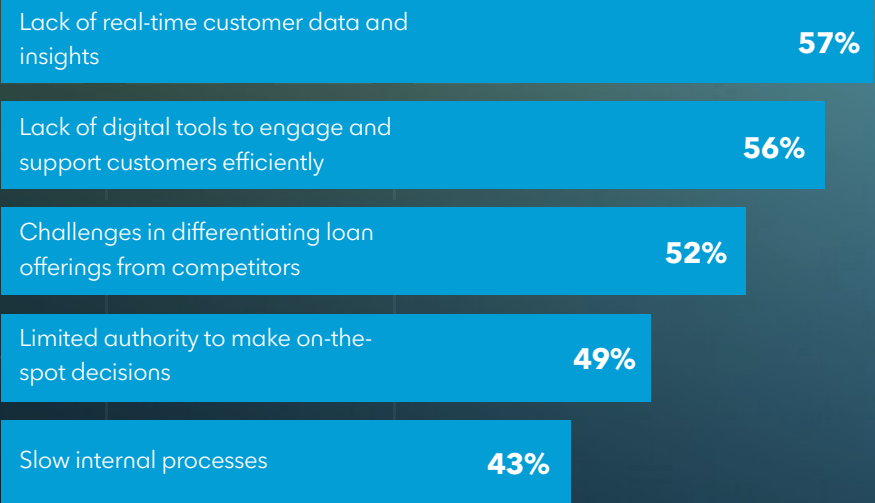 Lack of real-time customer data and
insights
57%
Lack of digital tools to engage and
support customers efficiently
56%
Challenges in differentiating loan
offerings from competitors
52%
Limited authority to make on-the-
spot decisions
49%
Slow internal processes
43%